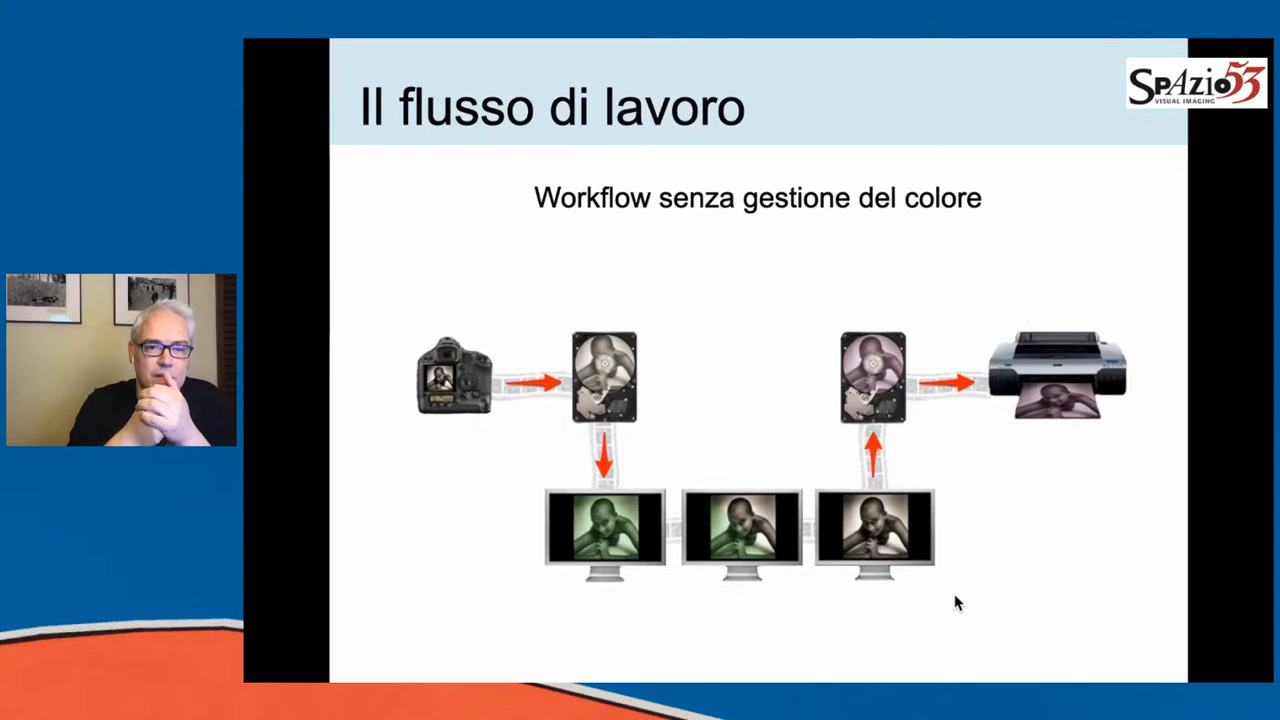 Il flusso di lavoro
SPAZIO53
VISUAL IMAGING
Workflow senza gestione del colore